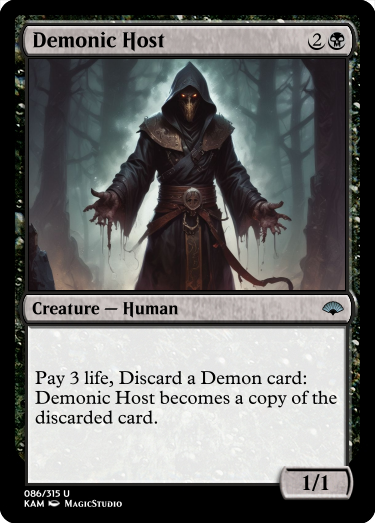 Demonic Host 2
Creature — Human
Pay 3 life, Discard a Demon card:
Demonic Host becomes a copy of the
discarded card.
1/1
086/315 U
KAM MagicStudio